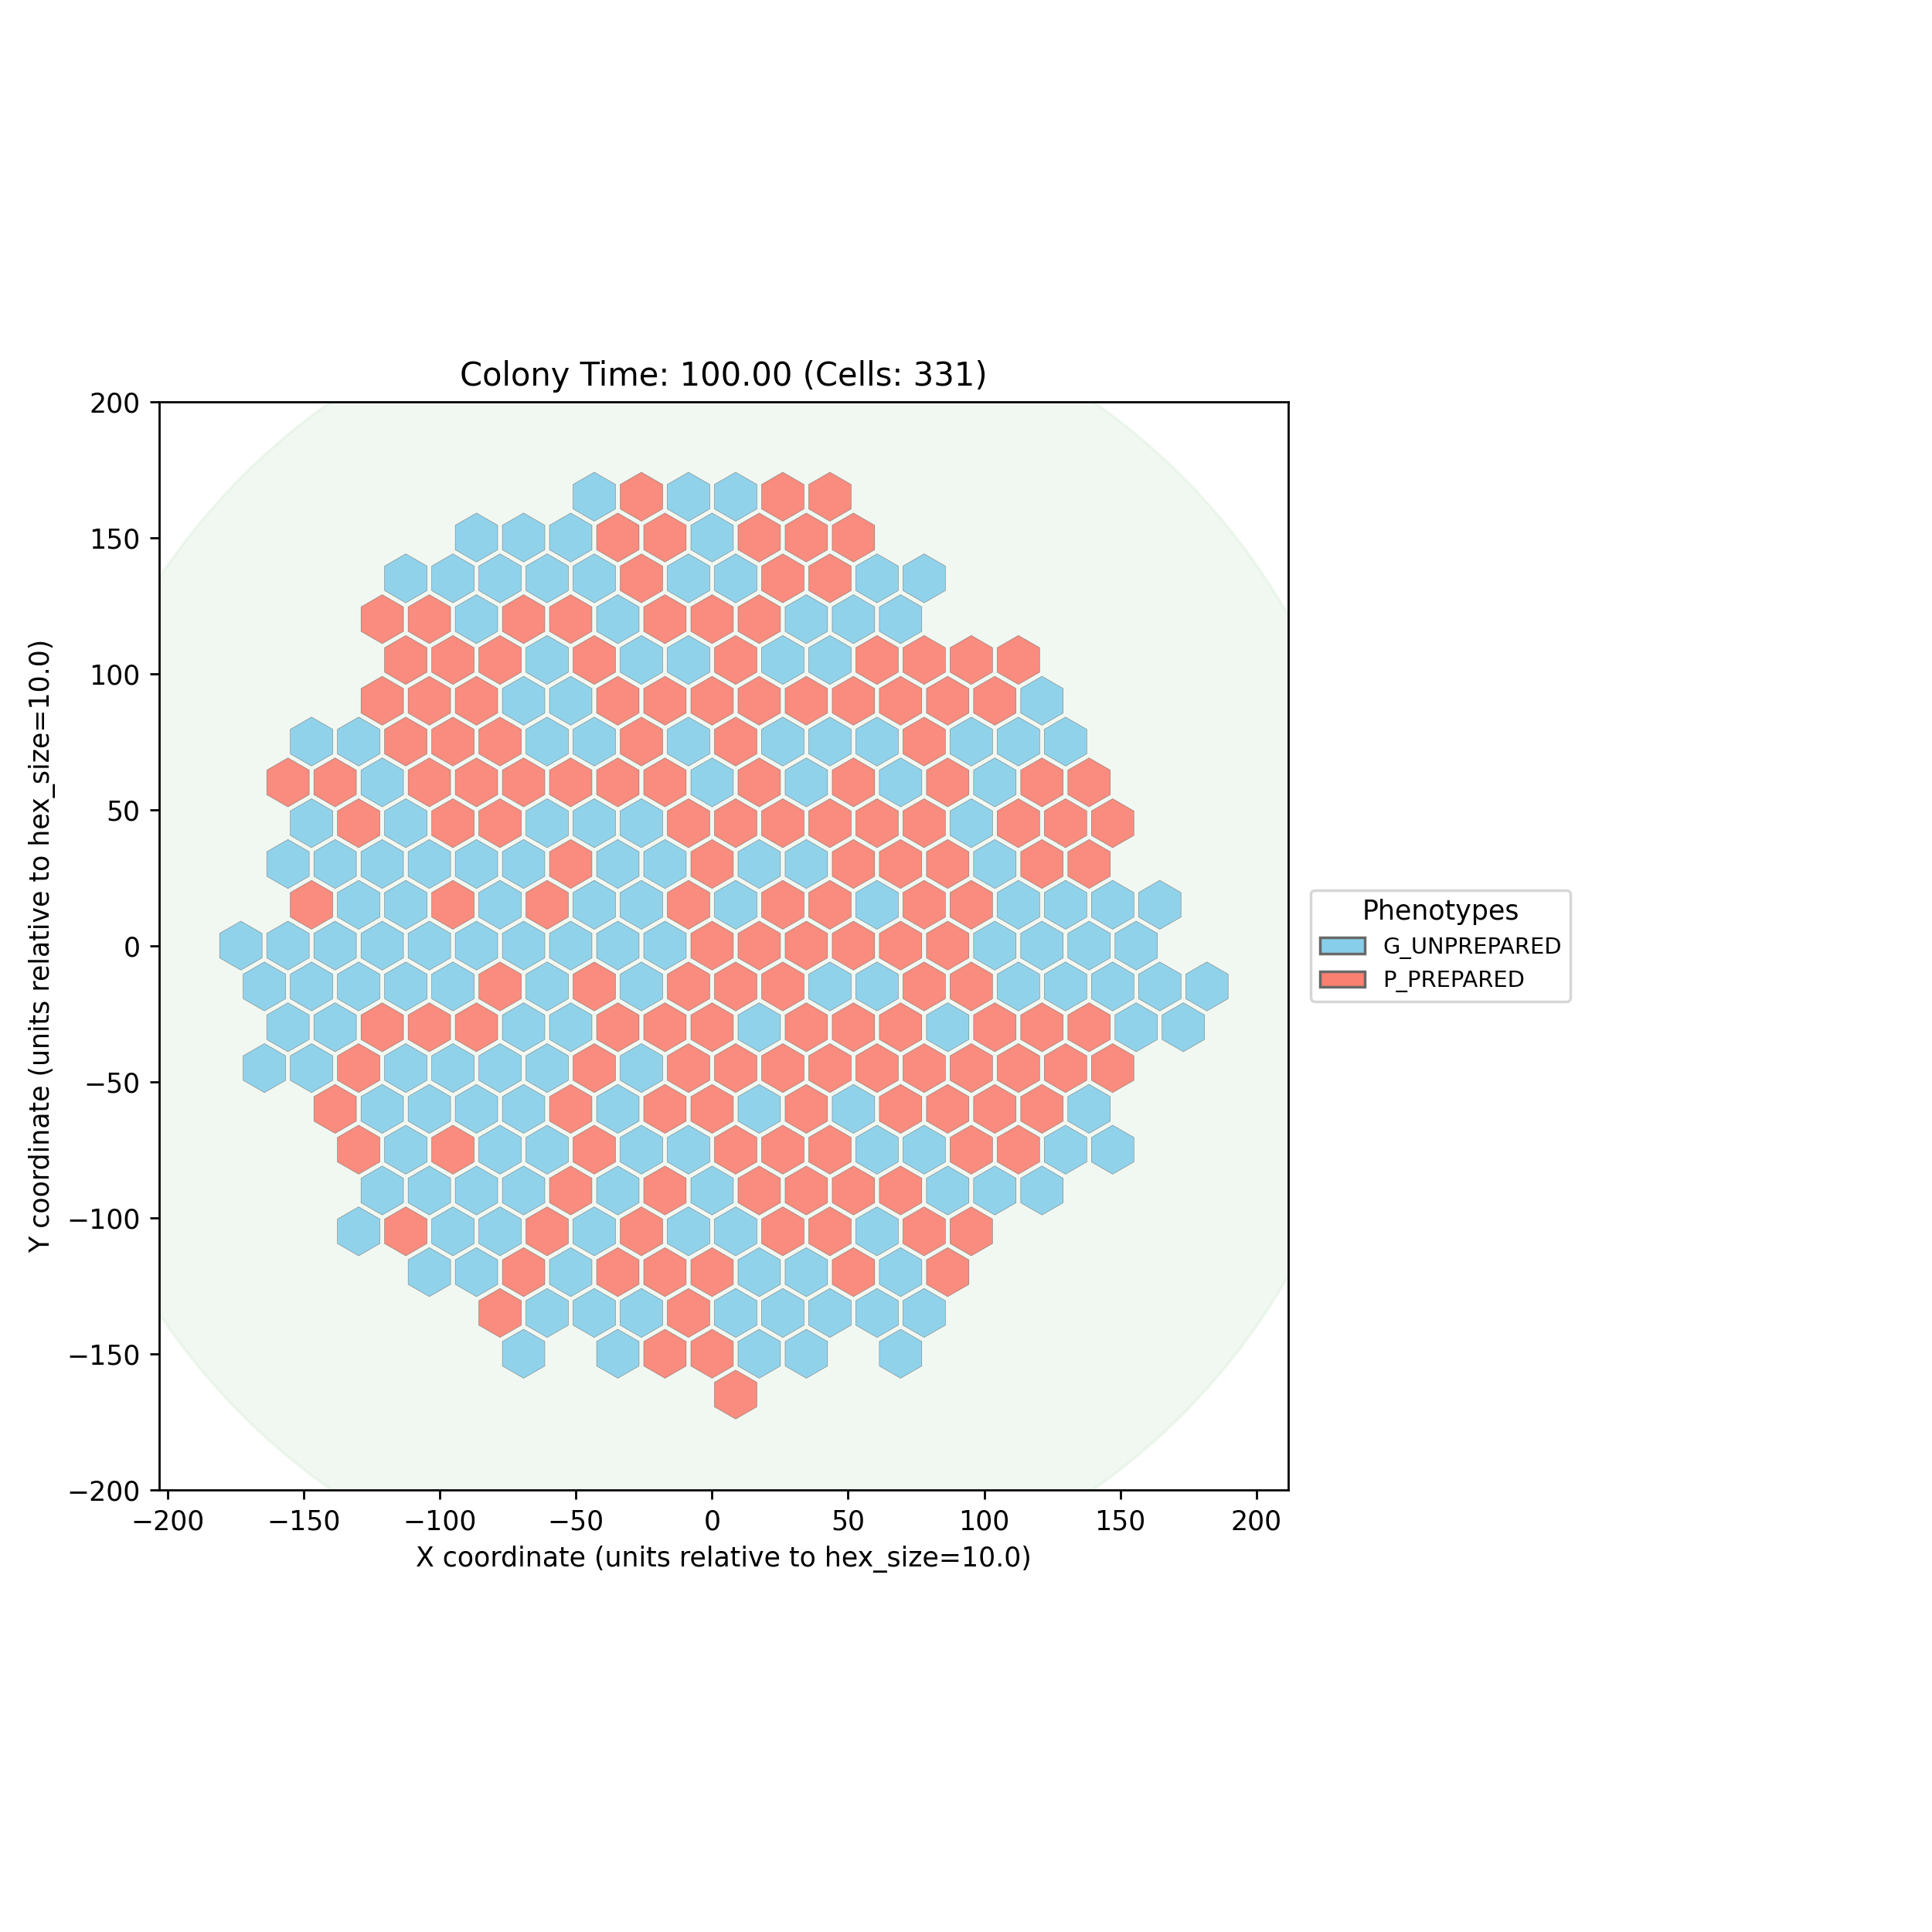 Colony Time: 100.00 (Cells: 331)
200
150
100
50
0
−50
−100
−150
−200
Y coordinate (units relative to hex_size=10.0)
−200 −150 −100 −50 0 50 100 150 200
X coordinate (units relative to hex_size=10.0)
Phenotypes
G_UNPREPARED
P_PREPARED